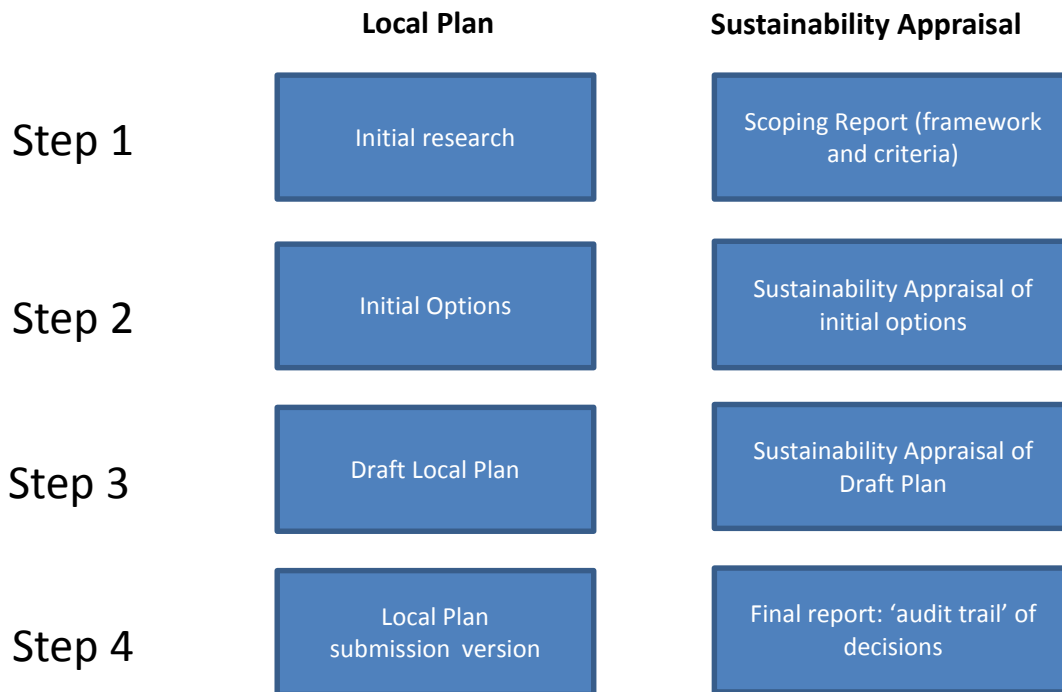 Local Plan
Sustainability Appraisal
Step 1
Initial research
Scoping Report (framework
and criteria)
Step 2
Initial Options
Sustainability Appraisal of
initial options
Step 3
Draft Local Plan
Sustainability Appraisal of
Draft Plan
Step 4
Local Plan
submission version
Final report: ‘audit trail’ of
decisions